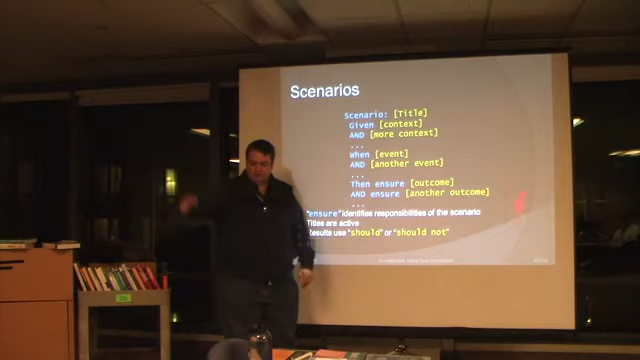 Scenarios
Scenario: [Title]
Given [context]
AND [more context]
...
When [event]
AND [another event]
...
Then ensure [outcome]
AND ensure [another outcome]
...
"ensure" identifies responsibilities of the scenario
Titles are active
Results use "should" or "should not"